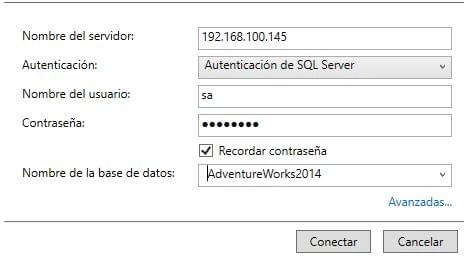 Nombre del servidor: 192.168.100.145
Autenticación: Autenticación de SQL Server
Nombre del usuario: sa
Contraseña: ●●●●●●●●
Recordar contraseña
Nombre de la base de datos: AdventureWorks2014
Avanzadas...
Conectar Cancelar